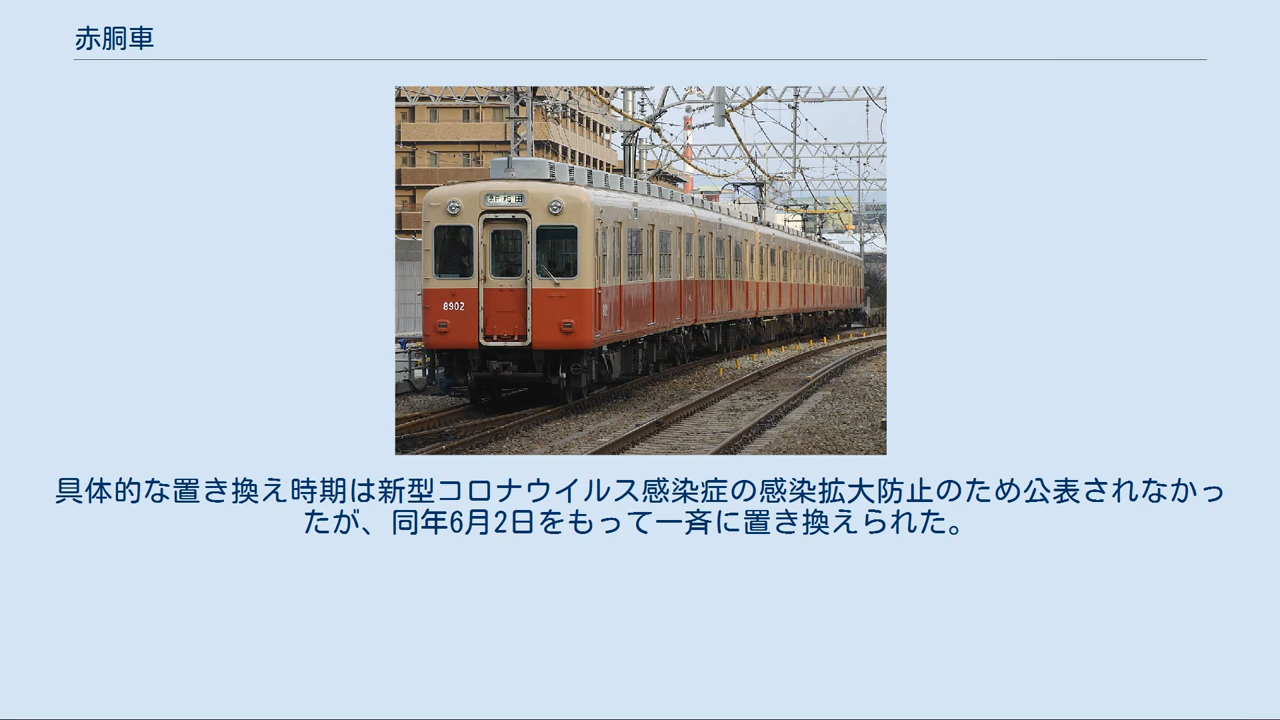 赤胴車
8902
具体的な置き換え時期は新型コロナウイルス感染症の感染拡大防止のため公表されなかっ
たが、同年6月2日をもって一斉に置き換えられた。